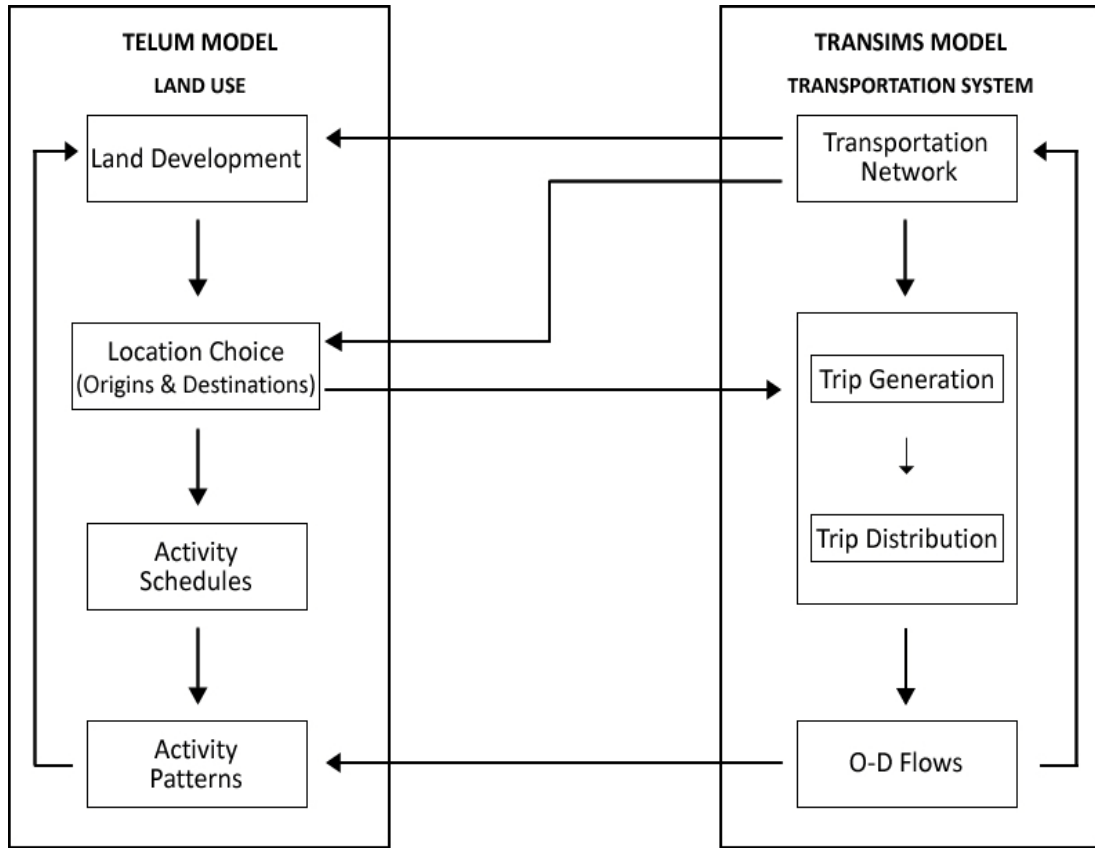 TELUM MODEL
LAND USE
Land Development
Location Choice
(Origins & Destinations)
Activity
Schedules
Activity
Patterns
TRANSIMS MODEL
TRANSPORTATION SYSTEM
Transportation
Network
Trip Generation
Trip Distribution
O-D Flows